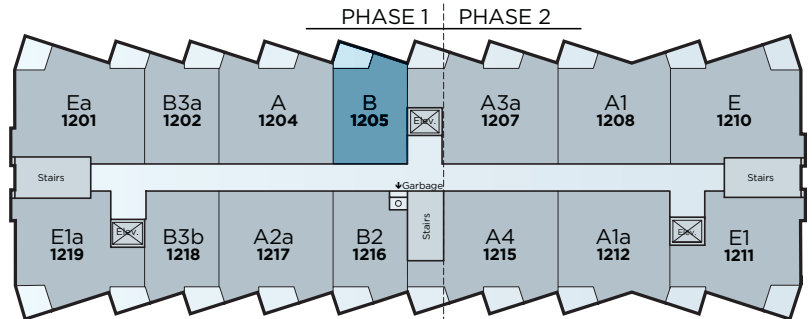 PHASE 1 PHASE 2
Ea B3a A B A3a A1 E
1201 1202 1204 1205 1207 1208 1210
Elev.
Stairs Stairs
Garbage
Elev. Stairs Elev.
E1a B3b A2a B2 A4 A1a E1
1219 1218 1217 1216 1215 1212 1211